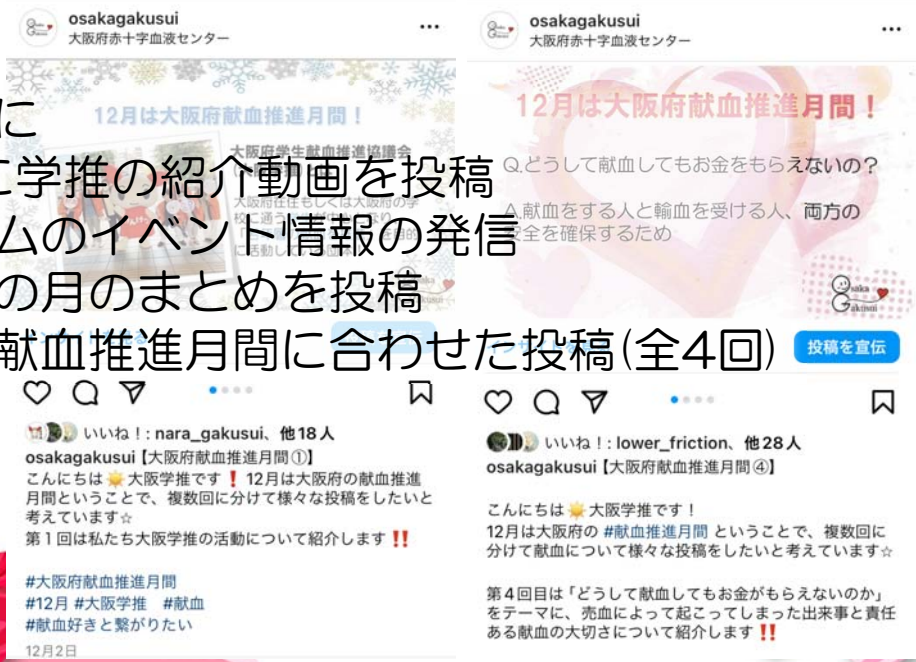 osakagakusui
大阪府赤十字血液センター
12月は大阪府献血推進月間！
に
に学推の紹介動画を投稿
ムのイベント情報の発信
の月のまとめを投稿
献血推進月間に合わせた投稿(全4回)
大阪府学生献血推進協議会
いいね！: nara_gakusui、他18人
osakagakusui【大阪府献血推進月間①】
こんにちは☀️大阪学推です❗12月は大阪府の献血推進
月間ということで、複数回に分けて様々な投稿をしたいと
考えています☆
第1回は私たち大阪学推の活動について紹介します‼️
#大阪府献血推進月間
#12月 #大阪学推 #献血
#献血好きと繋がりたい
12月2日
osakagakusui
大阪府赤十字血液センター
12月は大阪府献血推進月間！
Q.どうして献血してもお金をもらえないの？
A.献血をする人と輸血を受ける人、両方の
安全を確保するため
Osaka
Gakusui
投稿を宣伝
いいね！: lower_friction、他28人
osakagakusui【大阪府献血推進月間④】
こんにちは☀️大阪学推です！
12月は大阪府の #献血推進月間 ということで、複数回に
分けて献血について様々な投稿をしたいと考えています☆
第4回目は「どうして献血してもお金がもらえないのか」
をテーマに、売血によって起こってしまった出来事と責任
ある献血の大切さについて紹介します‼️